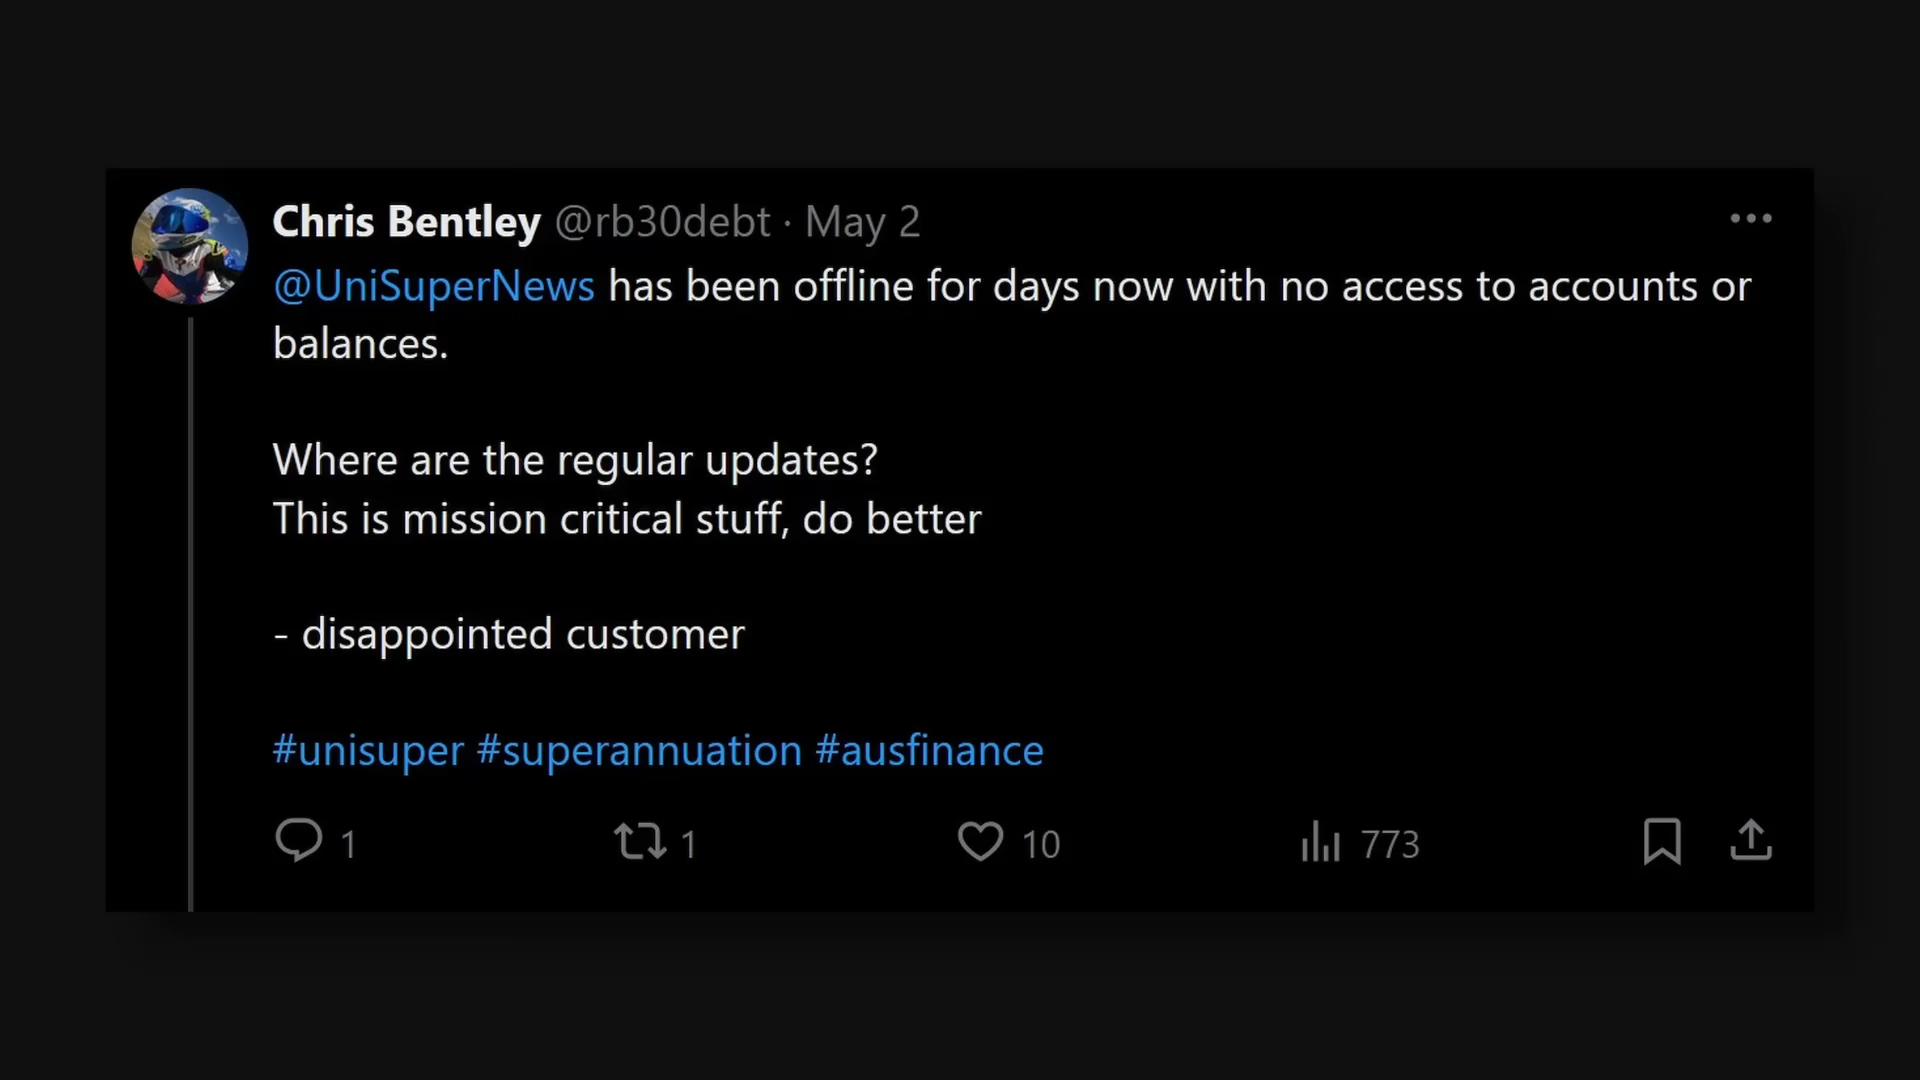 Chris Bentley @rb30debt · May 2
@UniSuperNews has been offline for days now with no access to accounts or
balances.
Where are the regular updates?
This is mission critical stuff, do better
- disappointed customer
#unisuper #superannuation #ausfinance
1 1 10 773